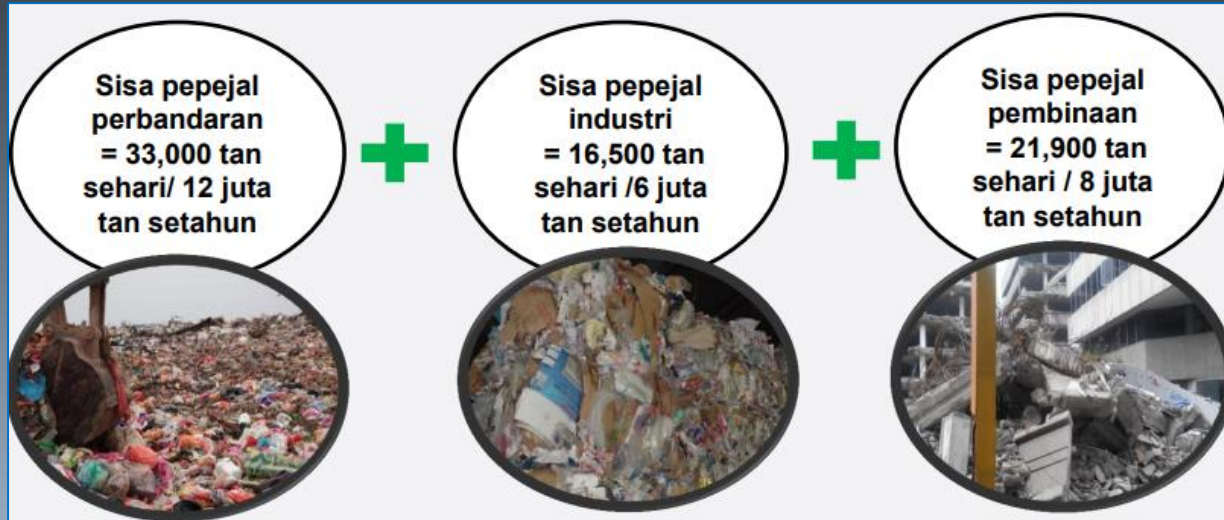 Sisa pepejal
perbandaran
= 33,000 tan
sehari/ 12 juta
tan setahun
Sisa pepejal
industri
= 16,500 tan
sehari /6 juta
tan setahun
Sisa pepejal
pembinaan
= 21,900 tan
sehari / 8 juta
tan setahun